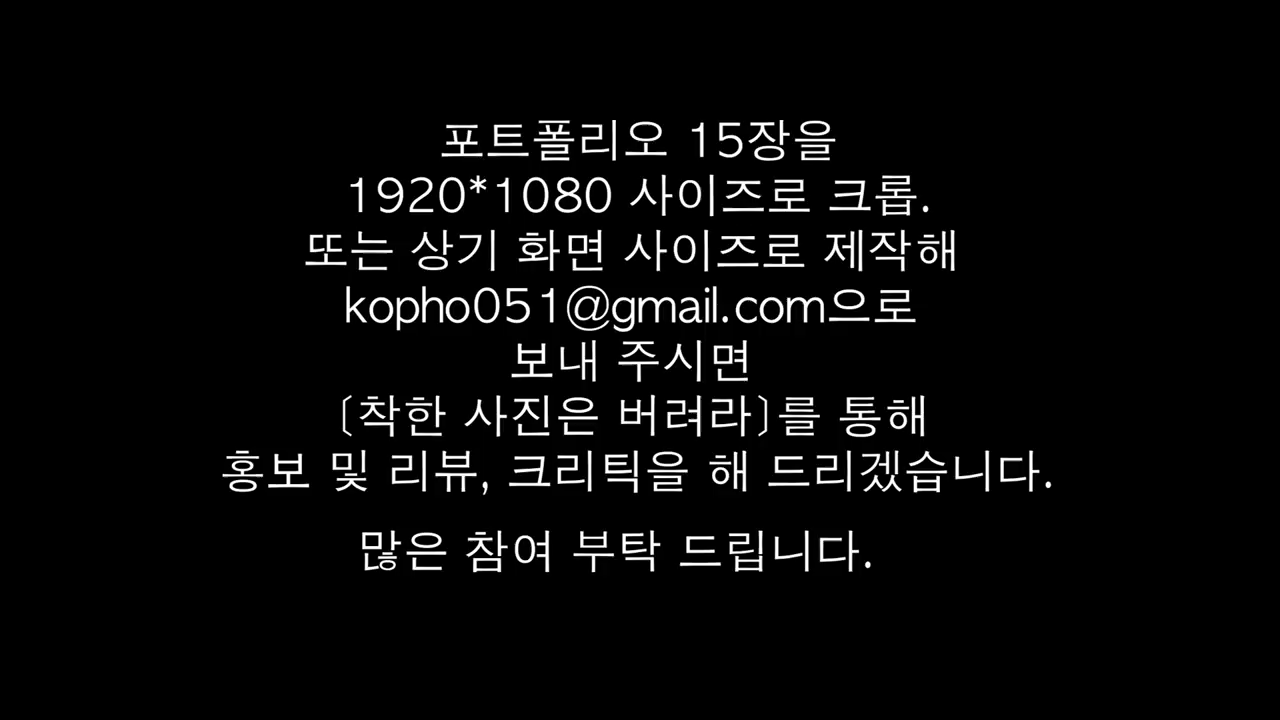 포트폴리오 15장을
1920*1080 사이즈로 크롭.
또는 상기 화면 사이즈로 제작해
kopho051@gmail.com으로
보내 주시면
〔착한 사진은 버려라〕를 통해
홍보 및 리뷰, 크리틱을 해 드리겠습니다.
많은 참여 부탁 드립니다.